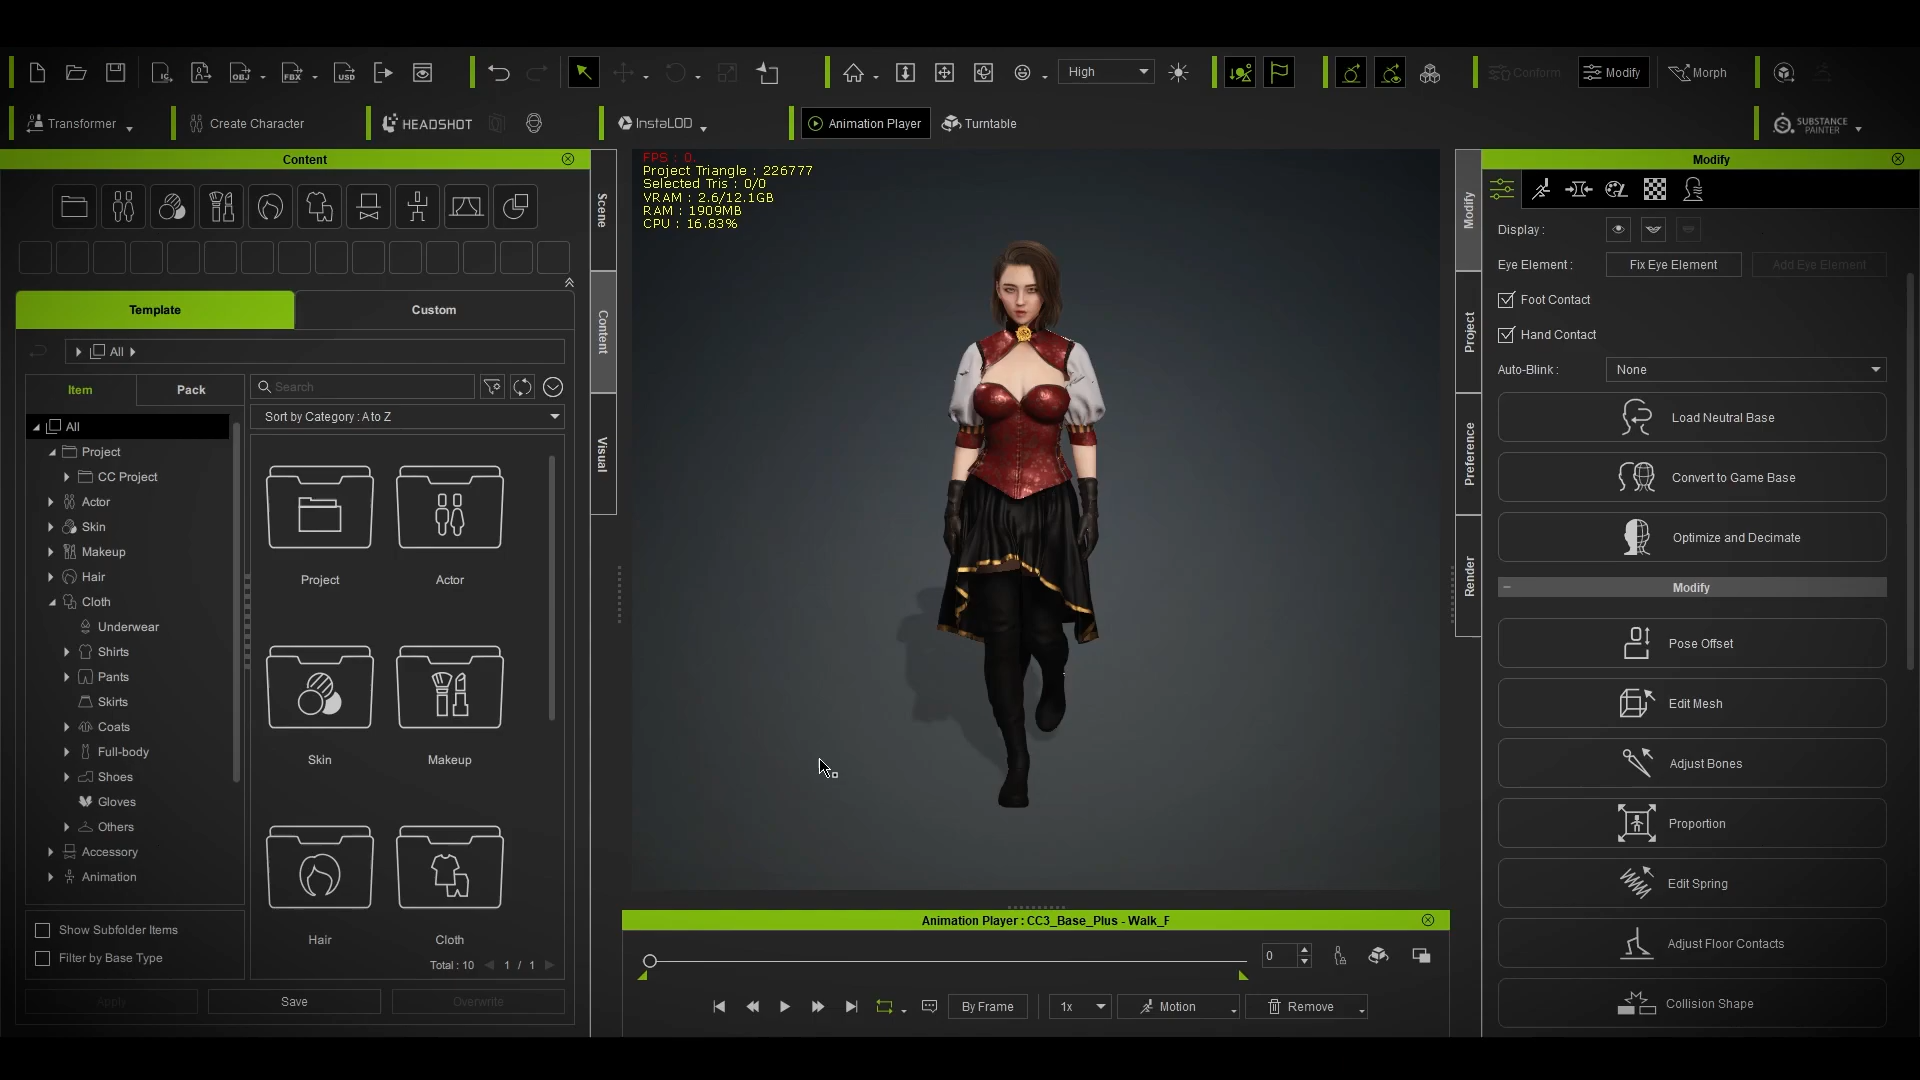 High
Conform
Modify
Morph
Transformer
Create Character
HEADSHOT
InstaLOD
Animation Player
Turntable
SUBSTANCE
PAINTER
Content
Template
Custom
All
Item
Pack
Search
Sort by Category : A to Z
All
Project
CC Project
Actor
Skin
Makeup
Hair
Cloth
Underwear
Shirts
Pants
Skirts
Coats
Full-body
Shoes
Gloves
Others
Accessory
Animation
Show Subfolder Items
Filter by Base Type
Project
Actor
Skin
Makeup
Hair
Cloth
Total : 10
1 / 1
Apply
Save
Overwrite
Scene
Content
Visual
FPS : 0.
Project Triangle : 226777
Selected Tris : 0/0
VRAM : 2.6/12.1GB
RAM : 1909MB
CPU : 16.83%
Animation Player : CC3_Base_Plus - Walk_F
0
By Frame
1x
Motion
Remove
Modify
Project
Preference
Render
Modify
Display :
Eye Element :
Fix Eye Element
Add Eye Element
Foot Contact
Hand Contact
Auto-Blink :
None
Load Neutral Base
Convert to Game Base
Optimize and Decimate
Modify
Pose Offset
Edit Mesh
Adjust Bones
Proportion
Edit Spring
Adjust Floor Contacts
Collision Shape